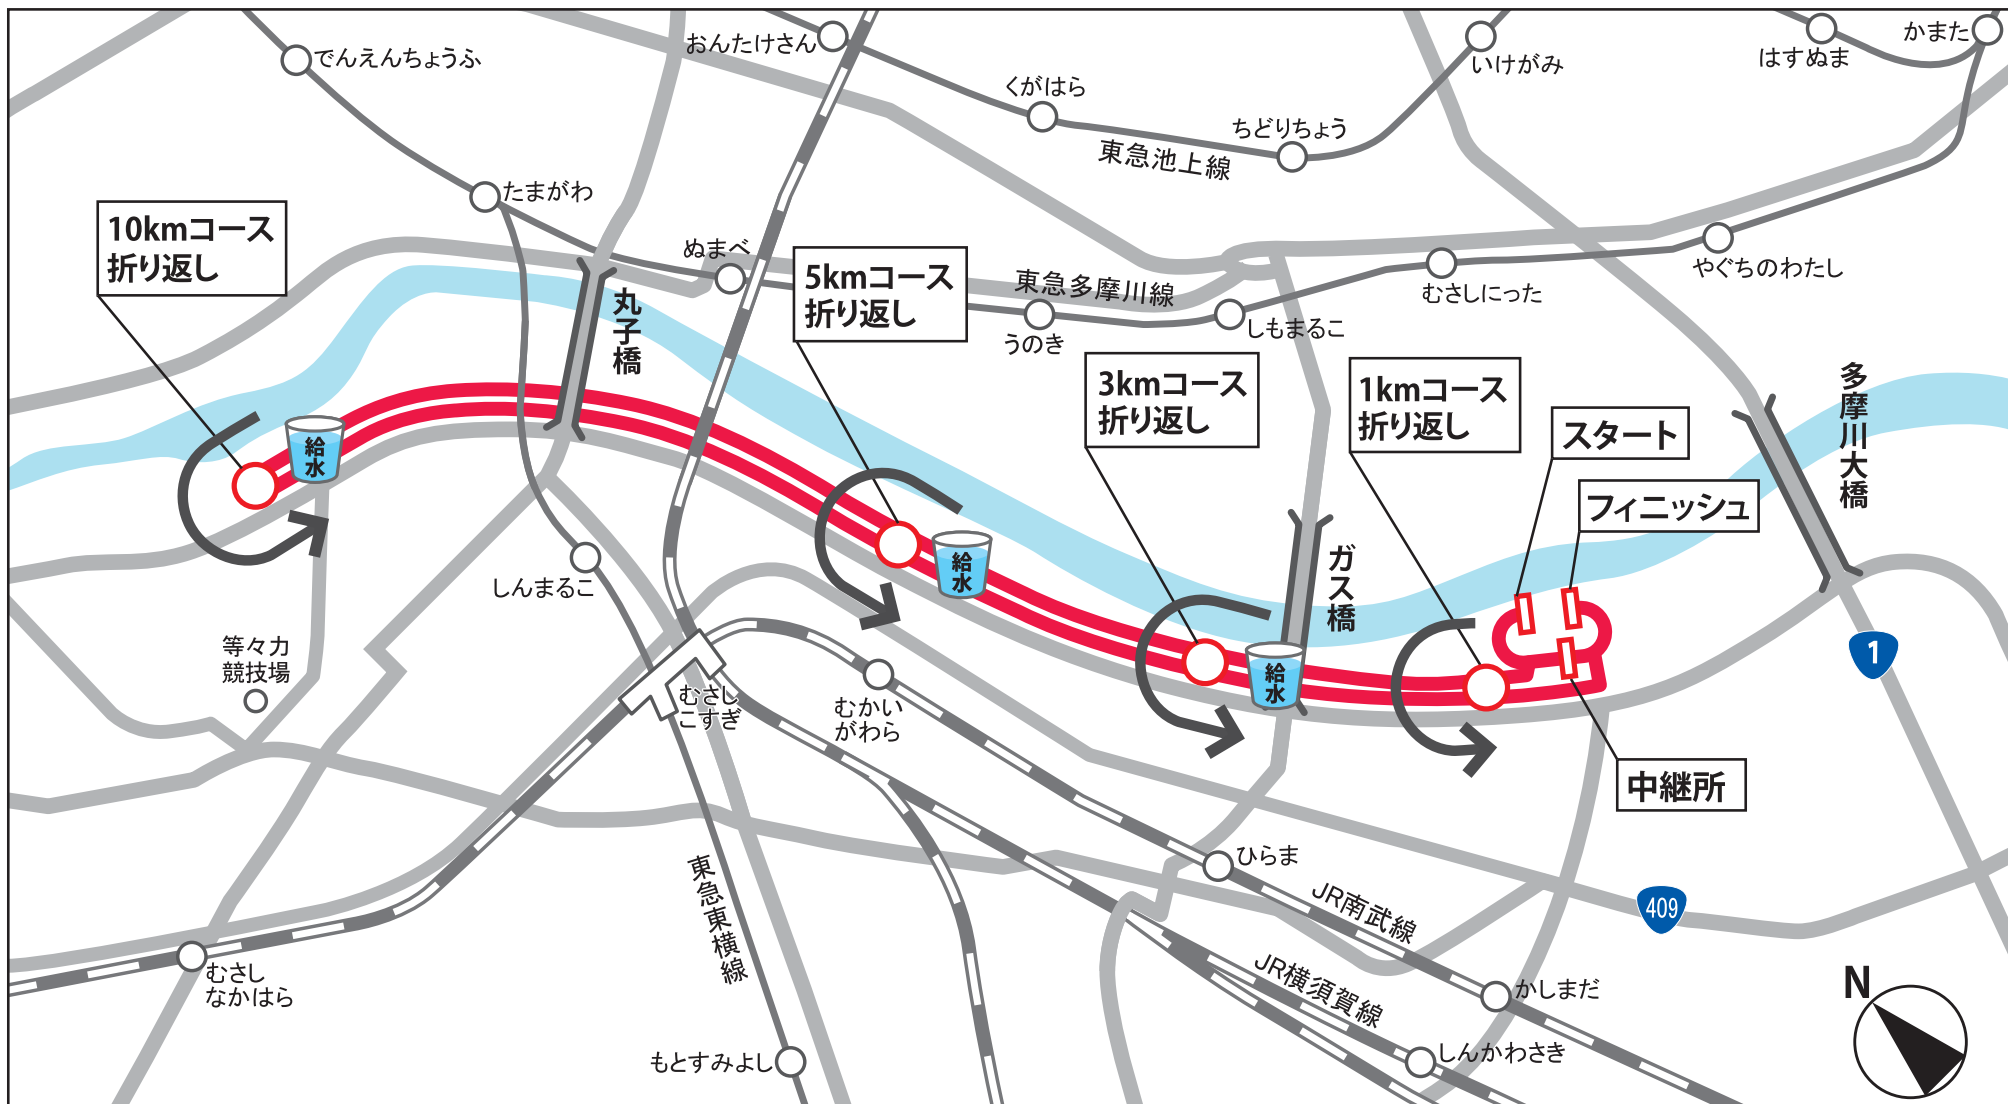 でんえんちょうふ
おんたけさん
くがはら
ちどりちょう
東急池上線
いけがみ
はすぬま
かまた
たまがわ
ぬまべ
東急多摩川線
うのき
しもまるこ
むさしにった
やぐちのわたし
10kmコース
折り返し
5kmコース
折り返し
3kmコース
折り返し
1kmコース
折り返し
スタート
フィニッシュ
中継所
丸子橋
ガス橋
多摩川大橋
給水
給水
給水
しんまるこ
等々力
競技場
むさし
こすぎ
むかい
がわら
ひらま
JR南武線
JR横須賀線
かしまだ
しんかわさき
東急東横線
もとすみよし
むさし
なかはら
1
409
N